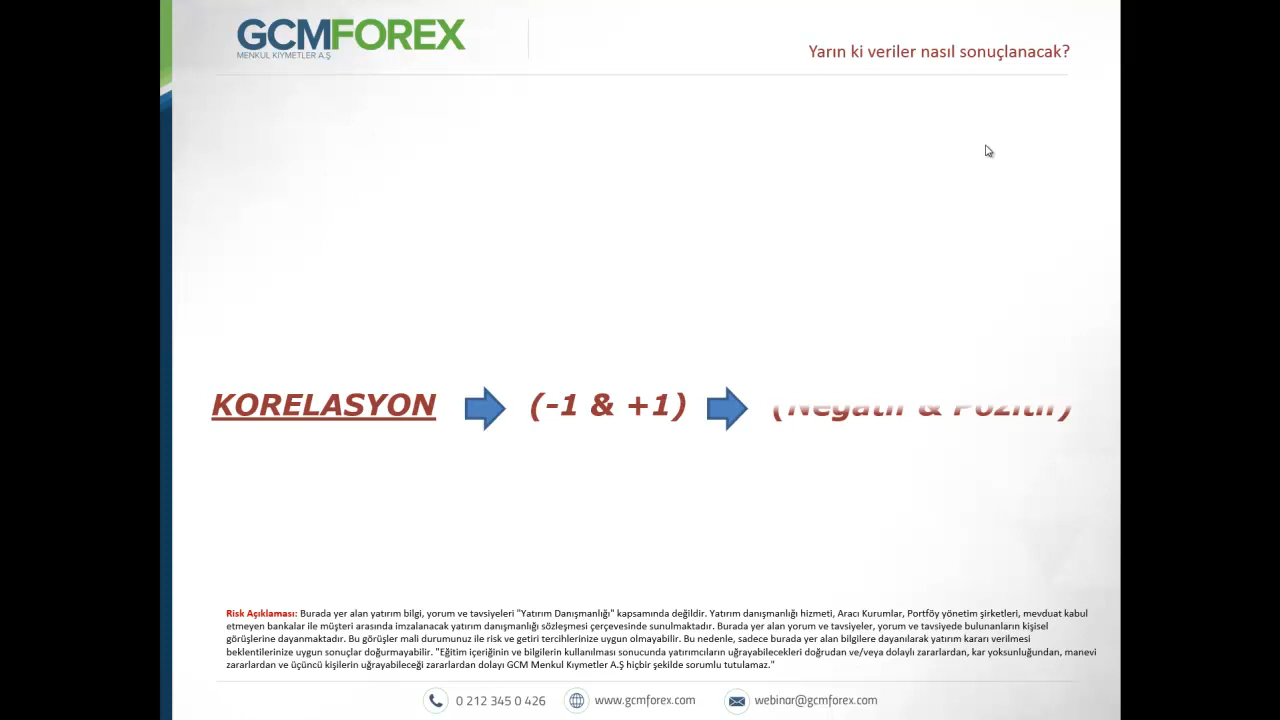 GCMFOREX
MENKUL KIYMETLER A.Ş
Yarın ki veriler nasıl sonuçlanacak?
KORELASYON (-1 & +1) (Negatif & Pozitif)
Risk Açıklaması: Burada yer alan yatırım bilgi, yorum ve tavsiyeleri "Yatırım Danışmanlığı" kapsamında değildir. Yatırım danışmanlığı hizmeti, Aracı Kurumlar, Portföy yönetim şirketleri, mevduat kabul
etmeyen bankalar ile müşteri arasında imzalanacak yatırım danışmanlığı sözleşmesi çerçevesinde sunulmaktadır. Burada yer alan yorum ve tavsiyeler, yorum ve tavsiyede bulunanların kişisel
görüşlerine dayanmaktadır. Bu görüşler mali durumunuz ile risk ve getiri tercihlerinize uygun olmayabilir. Bu nedenle, sadece burada yer alan bilgilere dayanılarak yatırım kararı verilmesi
beklentilerinize uygun sonuçlar doğurmayabilir. "Eğitim içeriğinin ve bilgilerin kullanılması sonucunda yatırımcıların uğrayabilecekleri doğrudan ve/veya dolaylı zararlardan, kar yoksunluğundan, manevi
zararlardan ve üçüncü kişilerin uğrayabileceği zararlardan dolayı GCM Menkul Kıymetler A.Ş hiçbir şekilde sorumlu tutulamaz."
0 212 345 0 426 www.gcmforex.com webinar@gcmforex.com